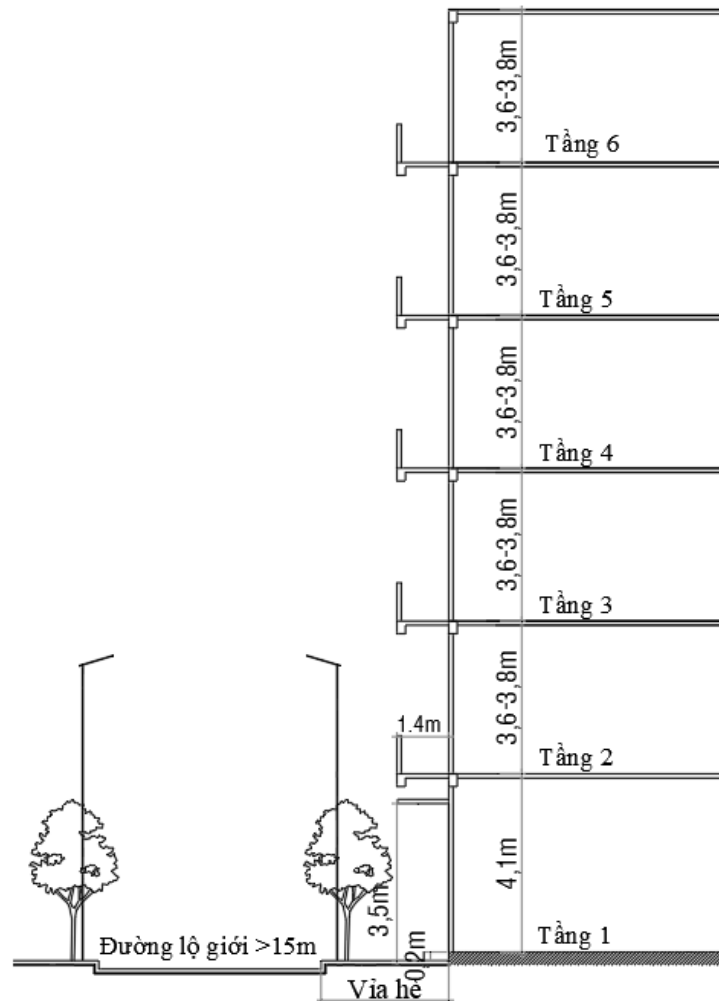 3,6-3,8m
Tầng 6
3,6-3,8m
Tầng 5
3,6-3,8m
Tầng 4
3,6-3,8m
Tầng 3
3,6-3,8m
1.4m
Tầng 2
4,1m
3,5m
Tầng 1
Đường lộ giới >15m
0,2m
Vỉa hè